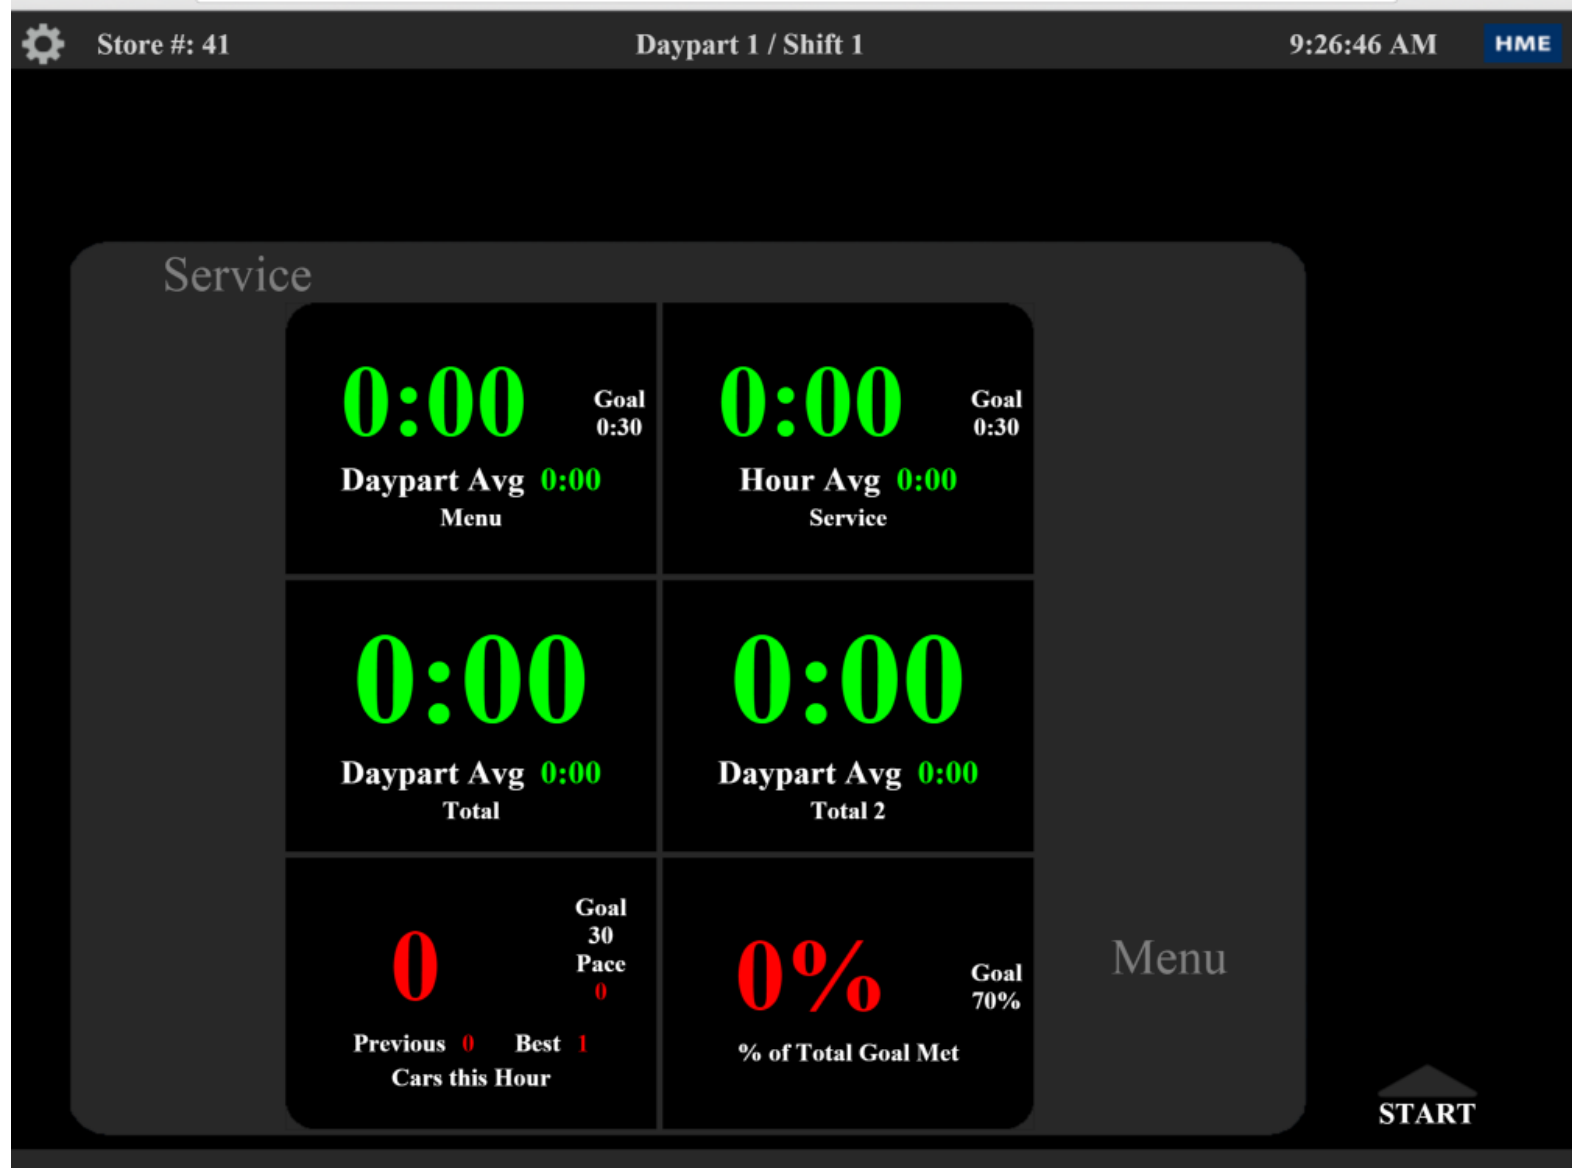 Store #: 41
Daypart 1 / Shift 1
9:26:46 AM
HME
Service
0:00
Goal
0:30
Daypart Avg 0:00
Menu
0:00
Goal
0:30
Hour Avg 0:00
Service
0:00
Daypart Avg 0:00
Total
0:00
Daypart Avg 0:00
Total 2
0
Goal
30
Pace
0
Previous 0 Best 1
Cars this Hour
0%
Goal
70%
% of Total Goal Met
Menu
START